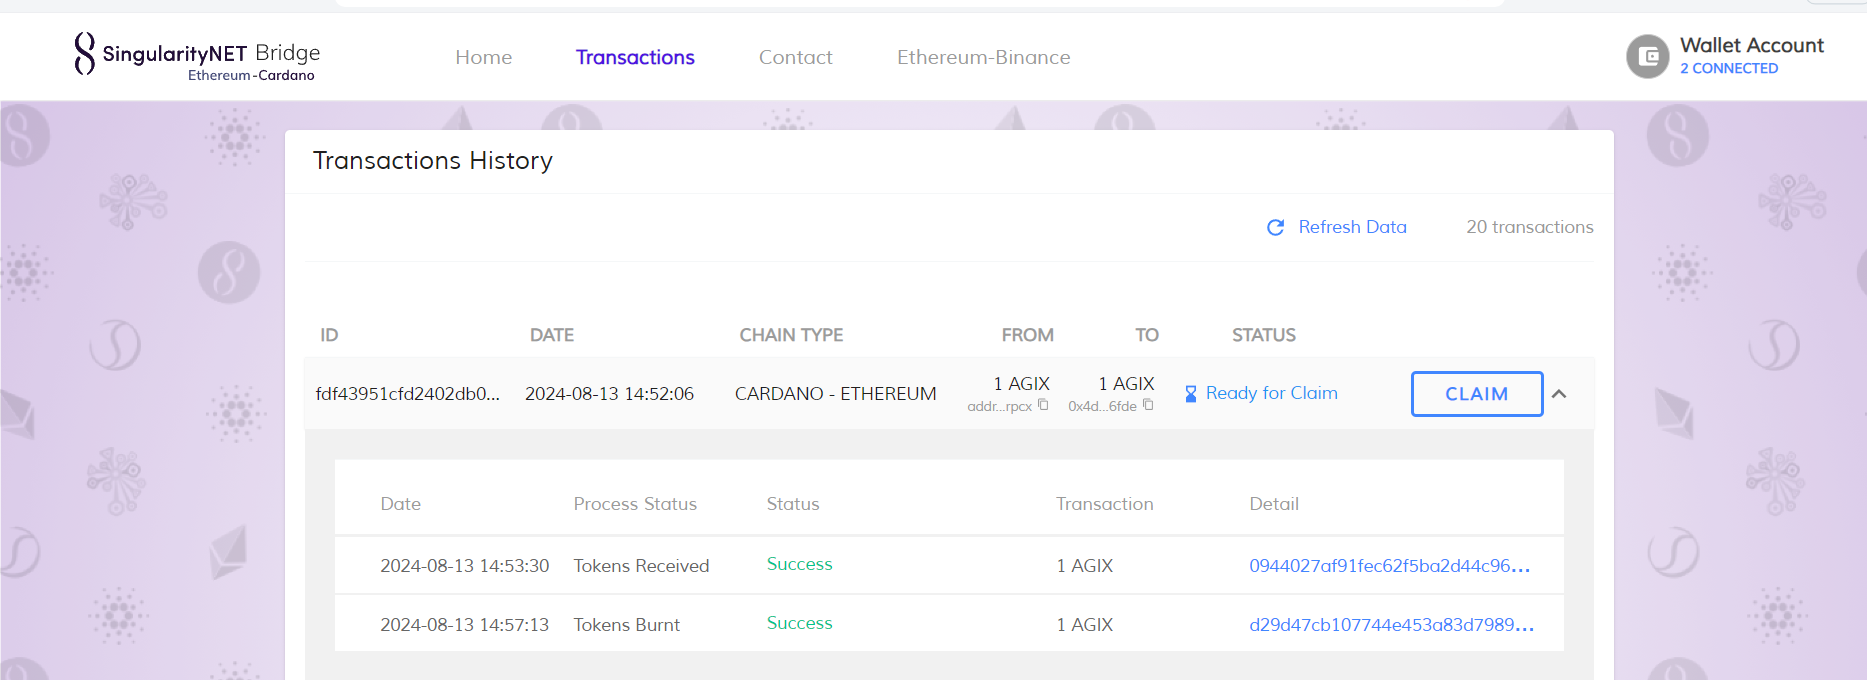 SingularityNET Bridge
Ethereum-Cardano
Home
Transactions
Contact
Ethereum-Binance
Wallet Account
2 CONNECTED
Transactions History
Refresh Data
20 transactions
ID DATE CHAIN TYPE FROM TO STATUS
fdf43951cfd2402db0... 2024-08-13 14:52:06 CARDANO - ETHEREUM 1 AGIX 1 AGIX Ready for Claim CLAIM
addr...rpcx 0x4d...6fde
Date Process Status Status Transaction Detail
2024-08-13 14:53:30 Tokens Received Success 1 AGIX 0944027af91fec62f5ba2d44c96...
2024-08-13 14:57:13 Tokens Burnt Success 1 AGIX d29d47cb107744e453a83d7989...